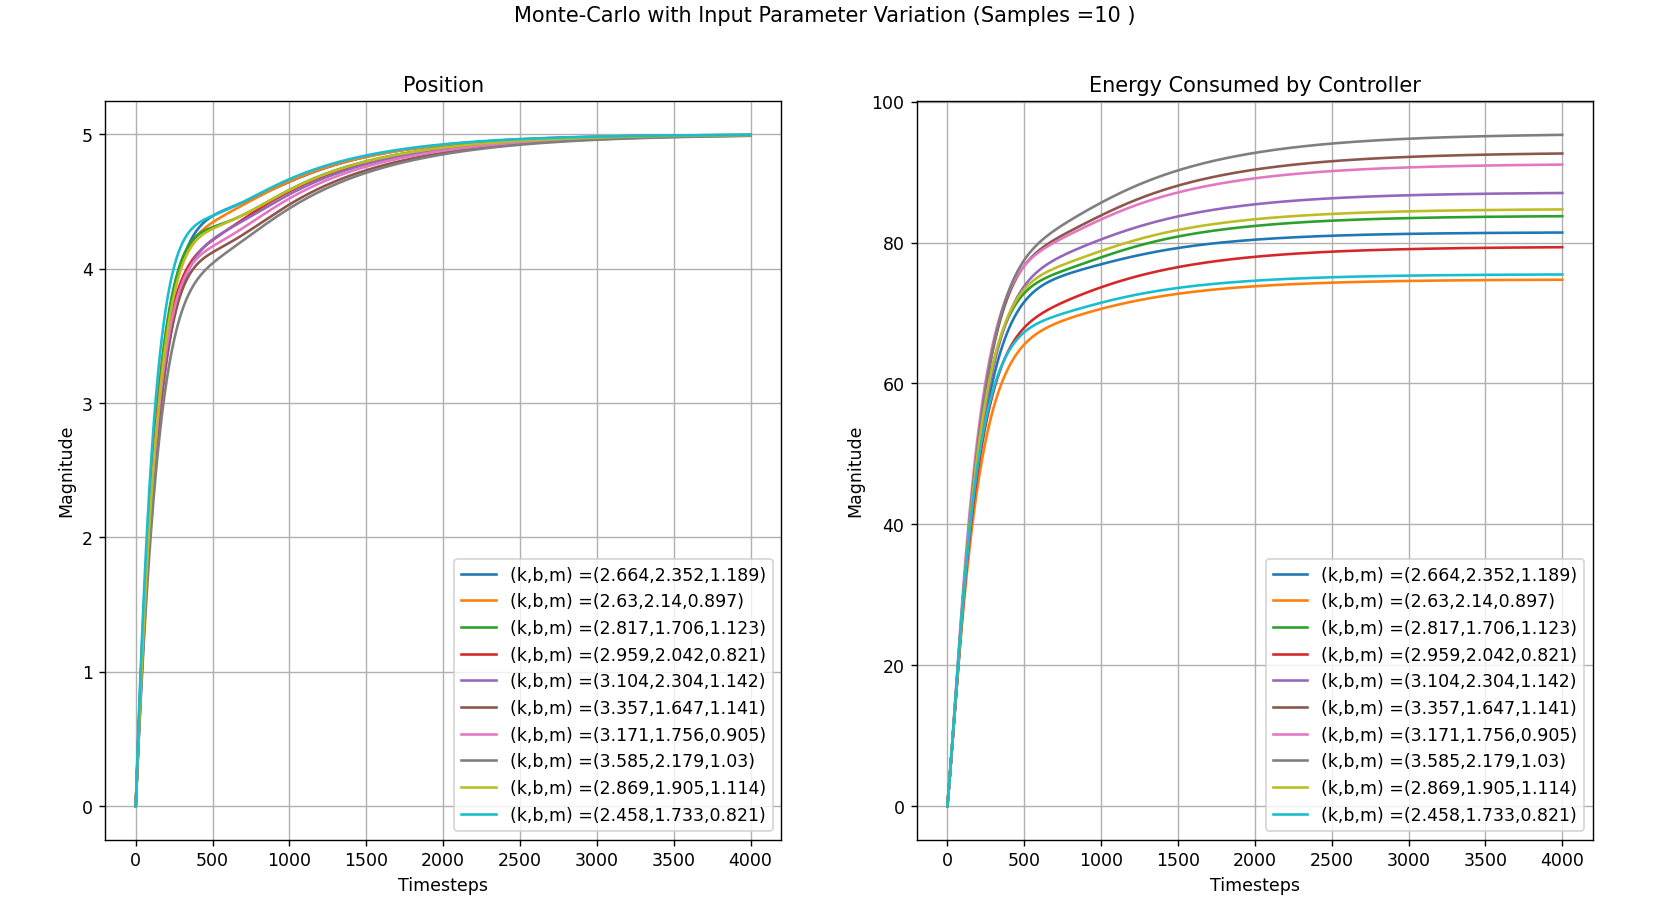 Monte-Carlo with Input Parameter Variation (Samples =10 )
Position
Magnitude
5
4
3
2
1
0
0 500 1000 1500 2000 2500 3000 3500 4000
Timesteps
(k,b,m) =(2.664,2.352,1.189)
(k,b,m) =(2.63,2.14,0.897)
(k,b,m) =(2.817,1.706,1.123)
(k,b,m) =(2.959,2.042,0.821)
(k,b,m) =(3.104,2.304,1.142)
(k,b,m) =(3.357,1.647,1.141)
(k,b,m) =(3.171,1.756,0.905)
(k,b,m) =(3.585,2.179,1.03)
(k,b,m) =(2.869,1.905,1.114)
(k,b,m) =(2.458,1.733,0.821)
Energy Consumed by Controller
Magnitude
100
80
60
40
20
0
0 500 1000 1500 2000 2500 3000 3500 4000
Timesteps
(k,b,m) =(2.664,2.352,1.189)
(k,b,m) =(2.63,2.14,0.897)
(k,b,m) =(2.817,1.706,1.123)
(k,b,m) =(2.959,2.042,0.821)
(k,b,m) =(3.104,2.304,1.142)
(k,b,m) =(3.357,1.647,1.141)
(k,b,m) =(3.171,1.756,0.905)
(k,b,m) =(3.585,2.179,1.03)
(k,b,m) =(2.869,1.905,1.114)
(k,b,m) =(2.458,1.733,0.821)